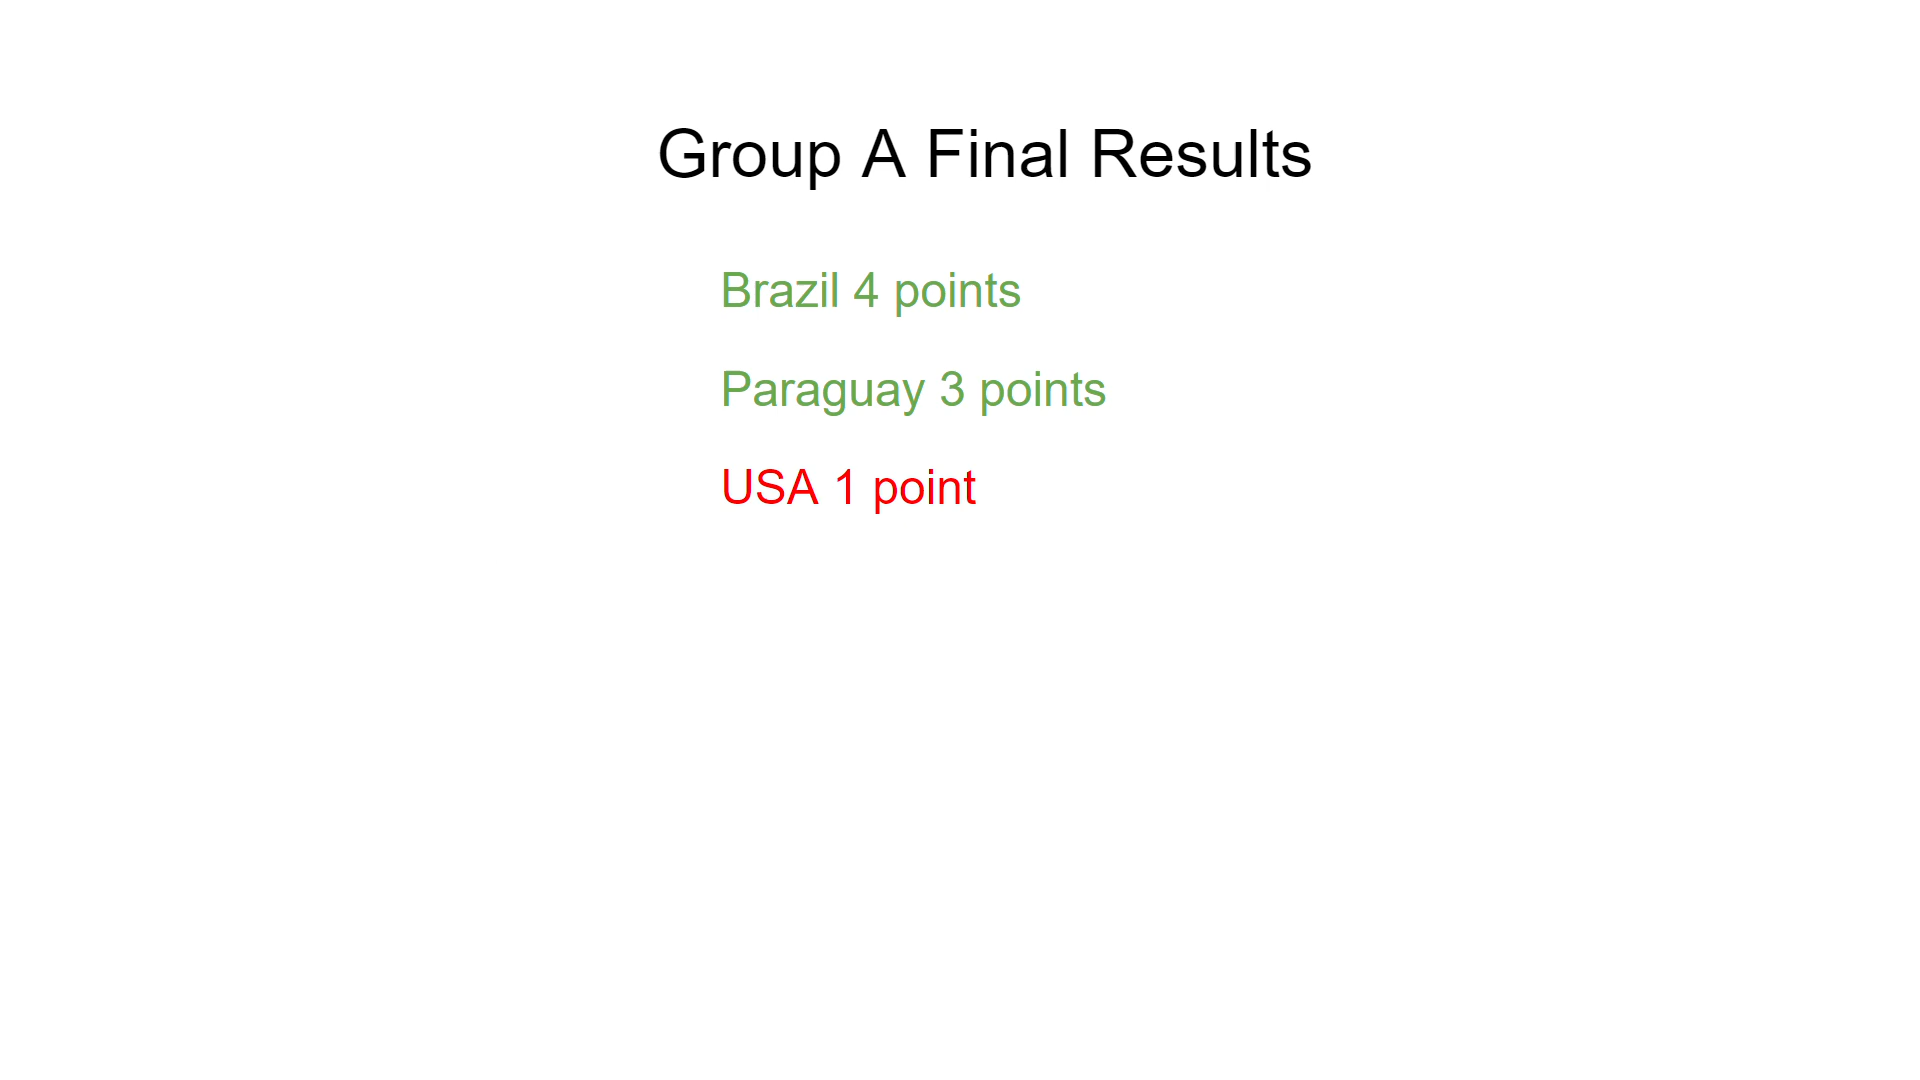 Group A Final Results
Brazil 4 points
Paraguay 3 points
USA 1 point